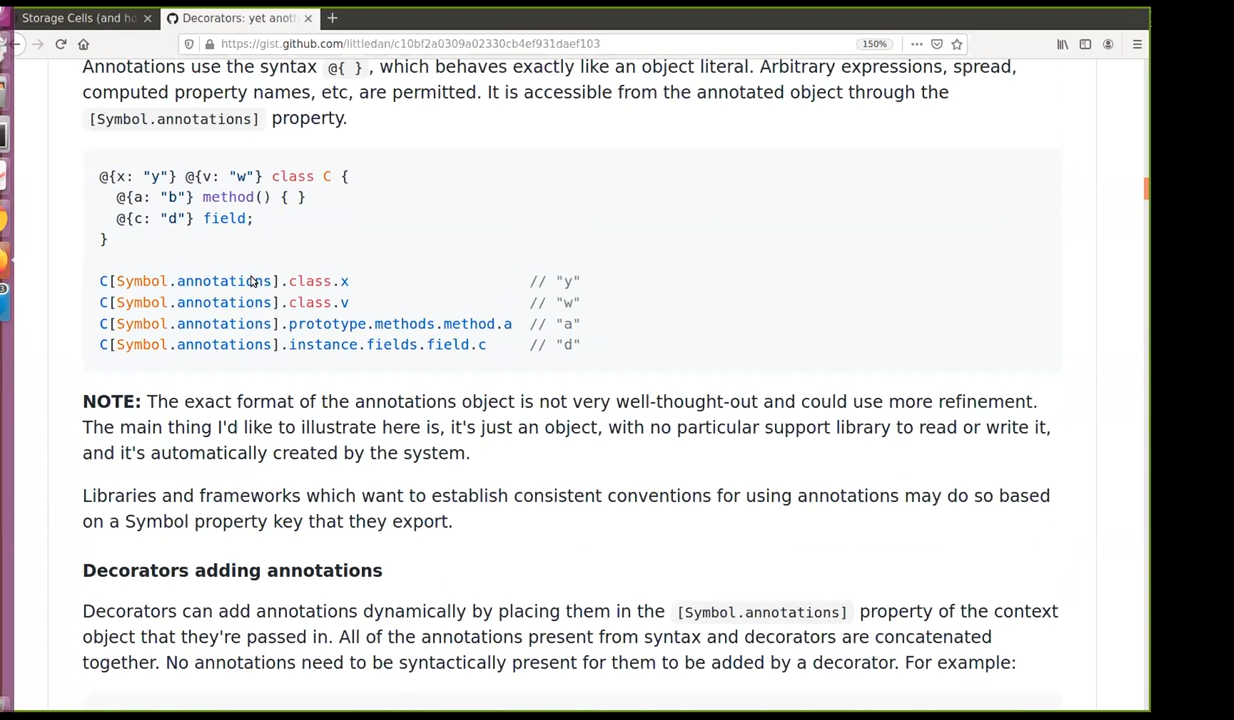 Storage Cells (and ho
Decorators: yet anoth
https://gist.github.com/littledan/c10bf2a0309a02330cb4ef931daef103
150%
Annotations use the syntax @{ } , which behaves exactly like an object literal. Arbitrary expressions, spread,
computed property names, etc, are permitted. It is accessible from the annotated object through the
[Symbol.annotations] property.
@{x: "y"} @{v: "w"} class C {
@{a: "b"} method() { }
@{c: "d"} field;
}
C[Symbol.annotations].class.x // "y"
C[Symbol.annotations].class.v // "w"
C[Symbol.annotations].prototype.methods.method.a // "a"
C[Symbol.annotations].instance.fields.field.c // "d"
NOTE: The exact format of the annotations object is not very well-thought-out and could use more refinement.
The main thing I'd like to illustrate here is, it's just an object, with no particular support library to read or write it,
and it's automatically created by the system.
Libraries and frameworks which want to establish consistent conventions for using annotations may do so based
on a Symbol property key that they export.
Decorators adding annotations
Decorators can add annotations dynamically by placing them in the [Symbol.annotations] property of the context
object that they're passed in. All of the annotations present from syntax and decorators are concatenated
together. No annotations need to be syntactically present for them to be added by a decorator. For example: